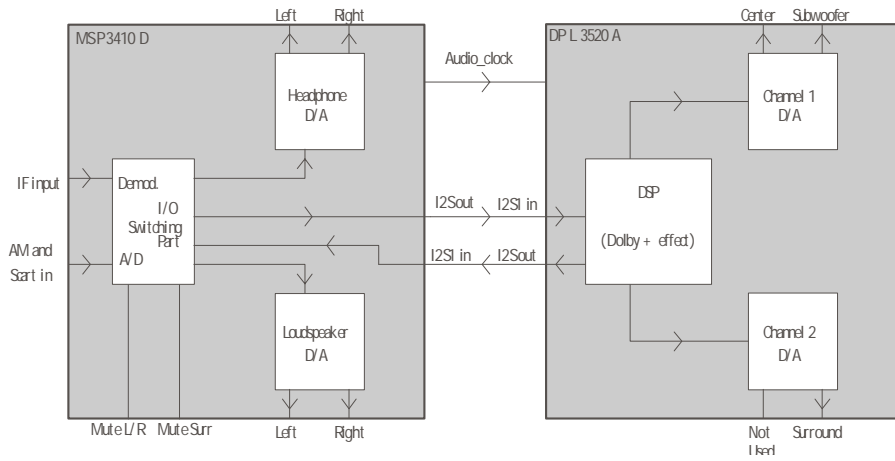 Left Right
Center Subwoofer
MSP3410 D
DPL 3520 A
Audio_clock
Headphone
D/A
Channel 1
D/A
IF input
Demod.
I/O
Switching
Part
A/D
AM and
Scart in
I2Sout
I2S1 in
I2S1 in
I2Sout
DSP
(Dolby + effect)
Loudspeaker
D/A
Channel 2
D/A
Mute L/R
Mute Surr
Left
Right
Not
Used
Surround